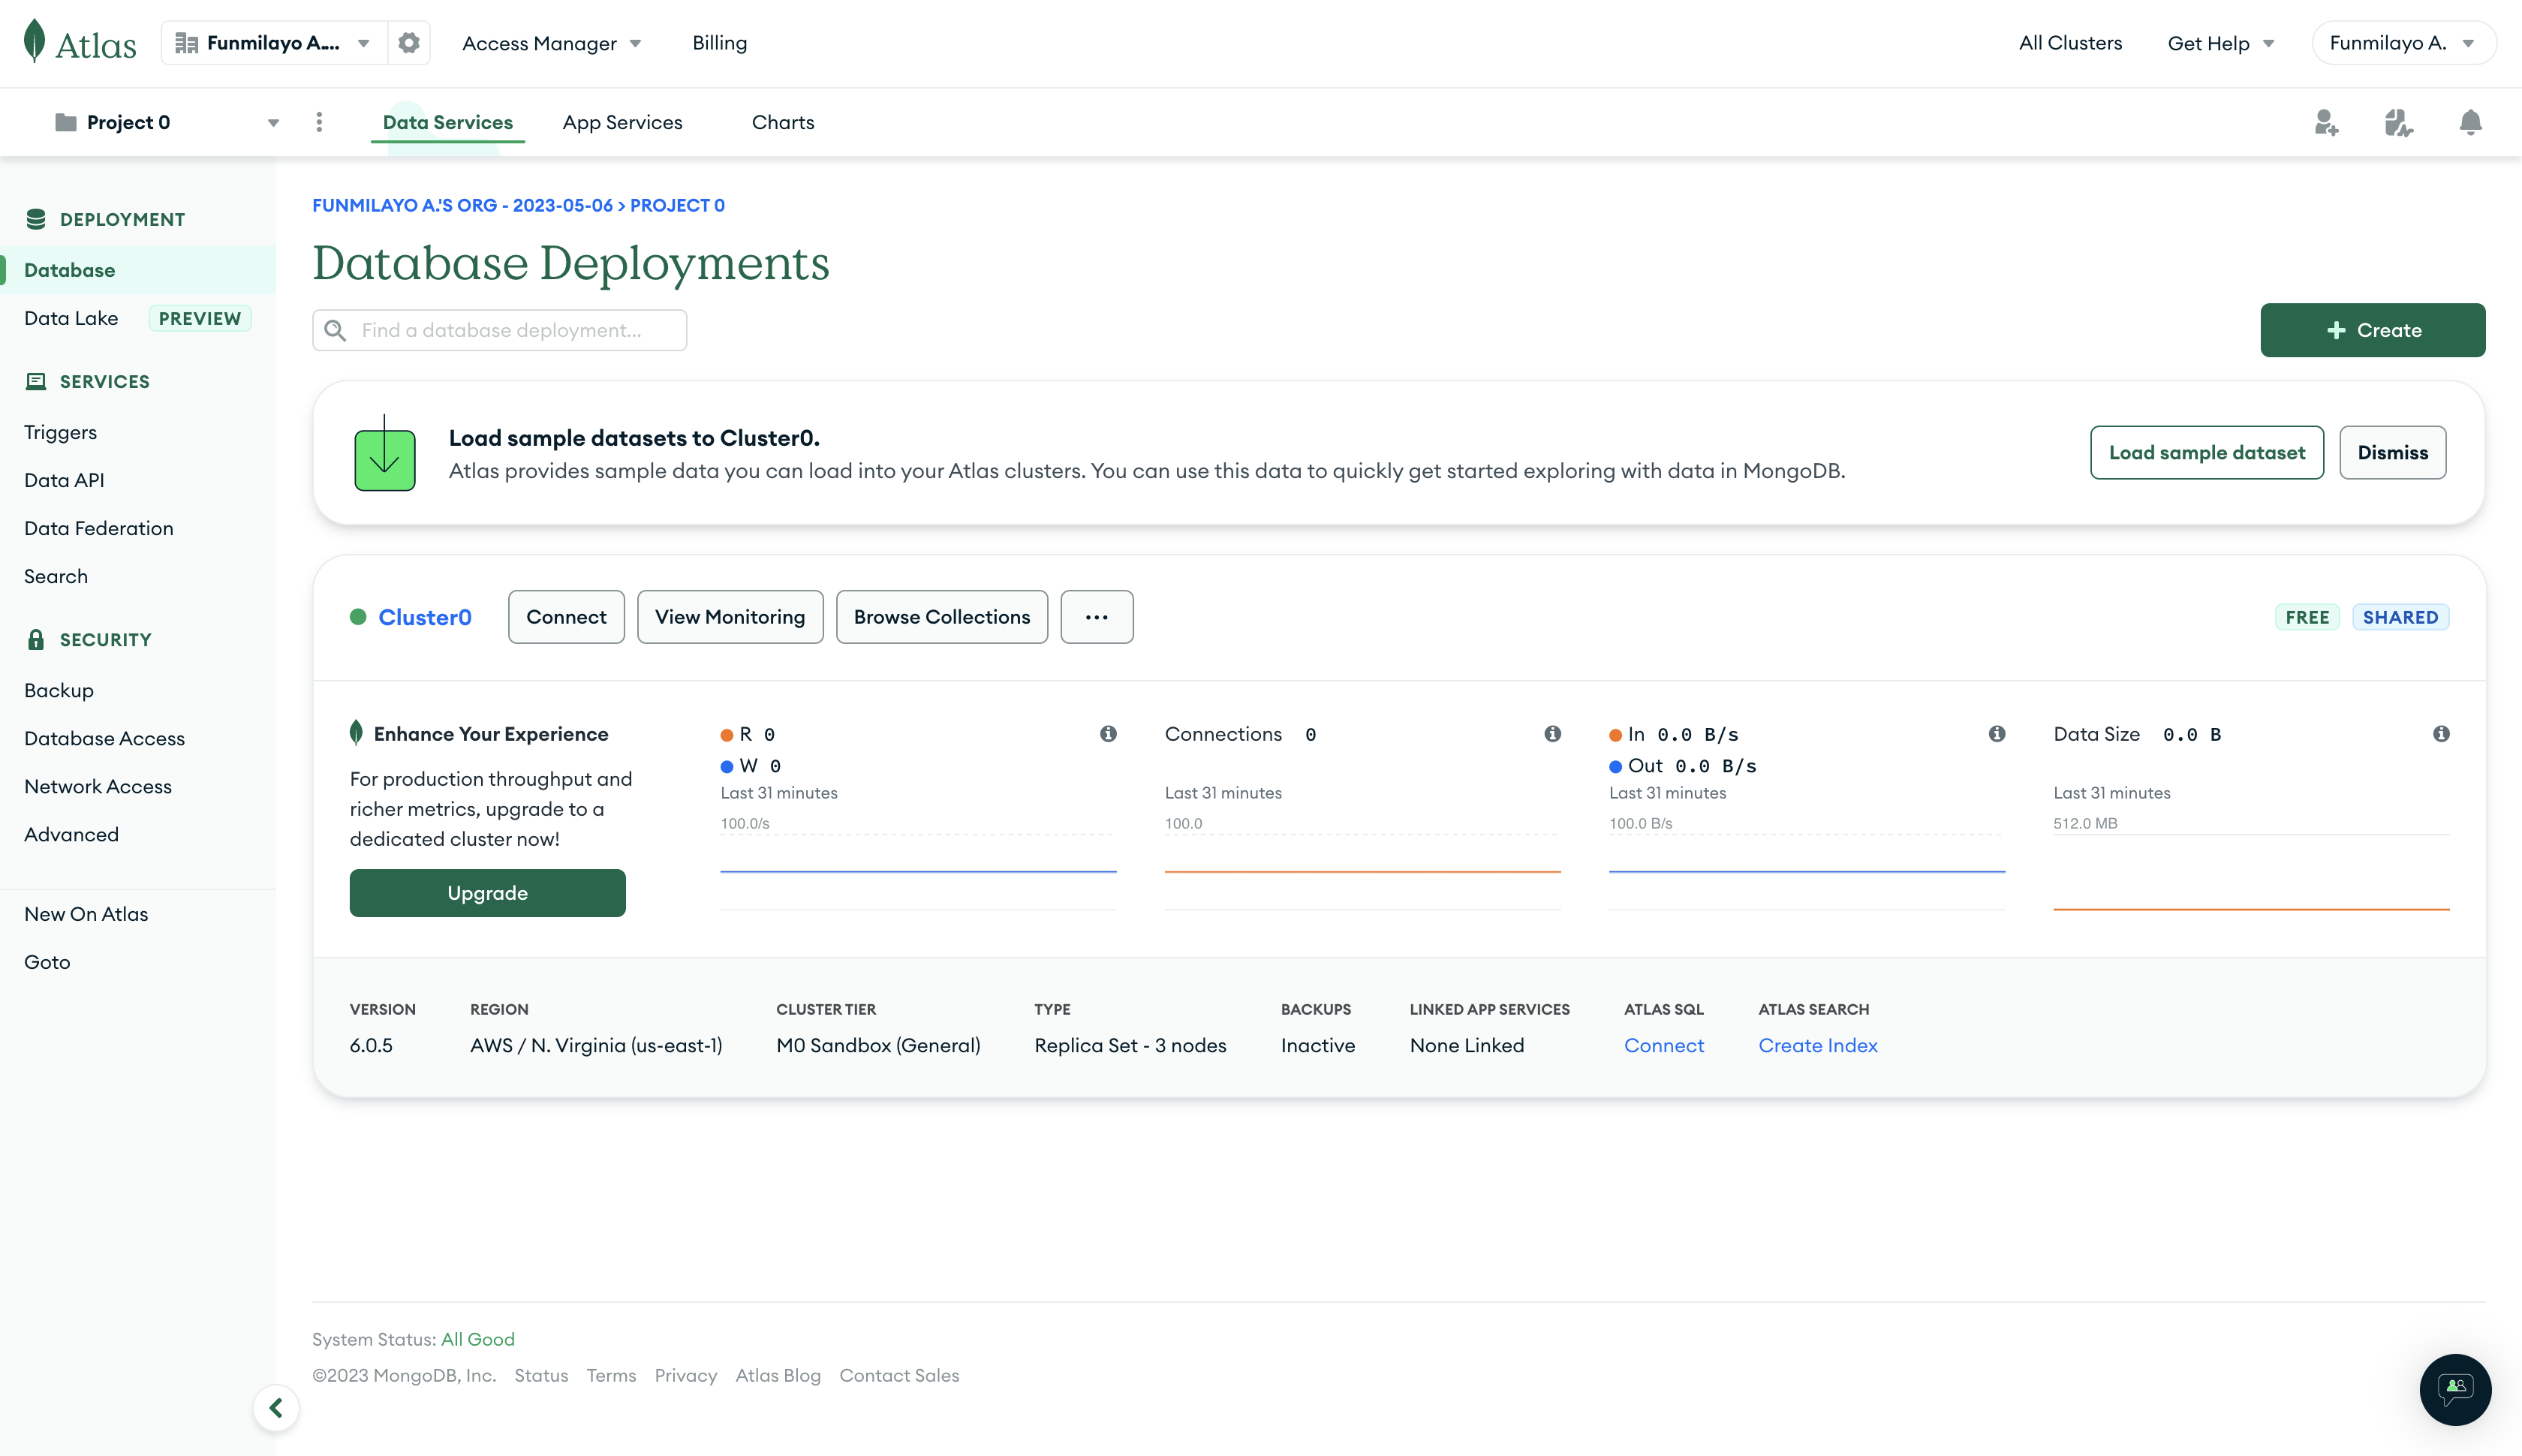 Atlas
Funmilayo A....
Access Manager
Billing
All Clusters
Get Help
Funmilayo A.
Project 0
Data Services
App Services
Charts
DEPLOYMENT
Database
Data Lake PREVIEW
SERVICES
Triggers
Data API
Data Federation
Search
SECURITY
Backup
Database Access
Network Access
Advanced
New On Atlas
Goto
FUNMILAYO A.'S ORG - 2023-05-06 > PROJECT 0
Database Deployments
Find a database deployment...
+ Create
Load sample datasets to Cluster0.
Atlas provides sample data you can load into your Atlas clusters. You can use this data to quickly get started exploring with data in MongoDB.
Load sample dataset
Dismiss
Cluster0
Connect
View Monitoring
Browse Collections
...
FREE
SHARED
Enhance Your Experience
For production throughput and
richer metrics, upgrade to a
dedicated cluster now!
Upgrade
R 0
W 0
Last 31 minutes
100.0/s
Connections 0
Last 31 minutes
100.0
In 0.0 B/s
Out 0.0 B/s
Last 31 minutes
100.0 B/s
Data Size 0.0 B
Last 31 minutes
512.0 MB
VERSION
6.0.5
REGION
AWS / N. Virginia (us-east-1)
CLUSTER TIER
M0 Sandbox (General)
TYPE
Replica Set - 3 nodes
BACKUPS
Inactive
LINKED APP SERVICES
None Linked
ATLAS SQL
Connect
ATLAS SEARCH
Create Index
System Status: All Good
©2023 MongoDB, Inc. Status Terms Privacy Atlas Blog Contact Sales